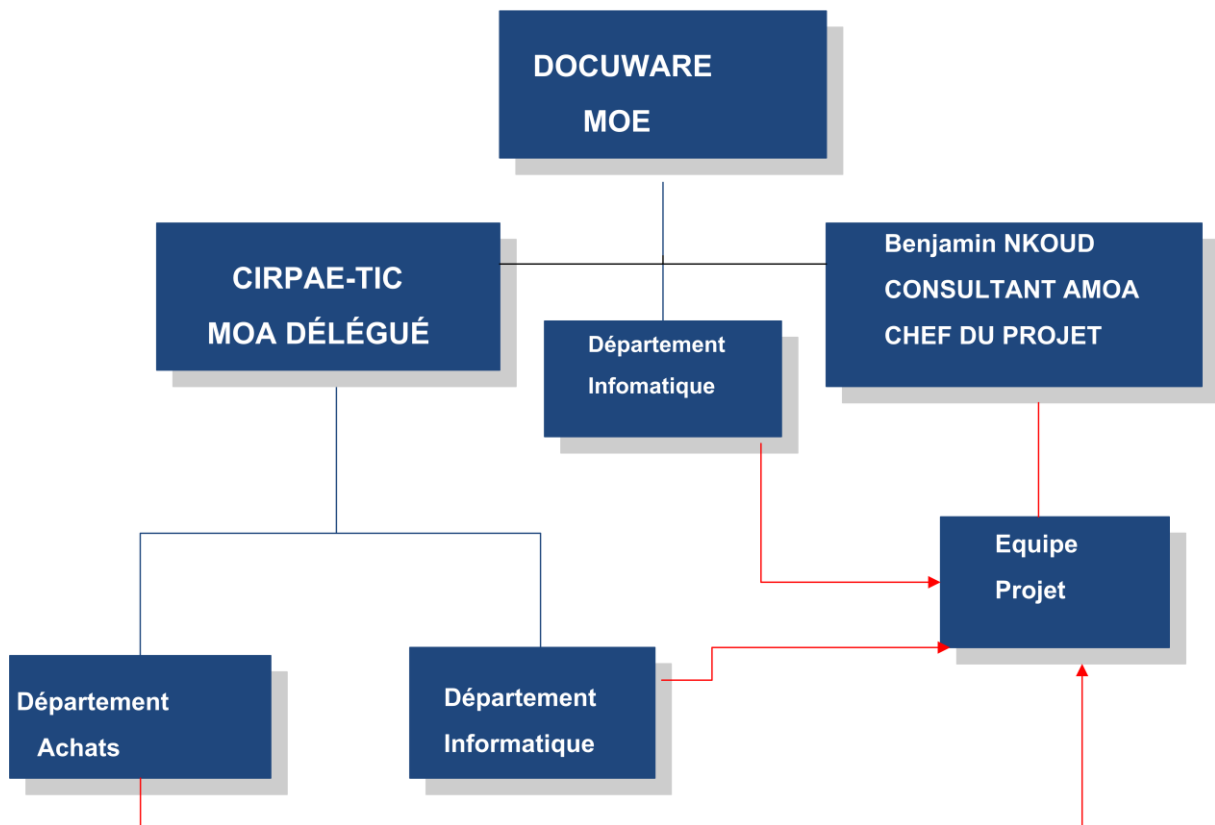 DOCUWARE
MOE
CIRPAE-TIC
MOA DÉLÉGUÉ
Département
Infomatique
Benjamin NKOUD
CONSULTANT AMOA
CHEF DU PROJET
Equipe
Projet
Département
Achats
Département
Informatique